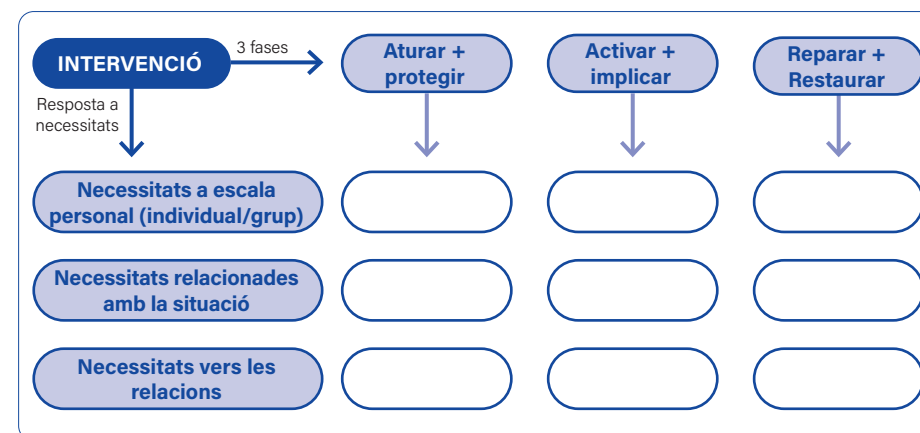 INTERVENCIÓ
3 fases
Aturar +
protegir
Activar +
implicar
Reparar +
Restaurar
Resposta a
necessitats
Necessitats a escala
personal (individual/grup)
Necessitats relacionades
amb la situació
Necessitats vers les
relacions